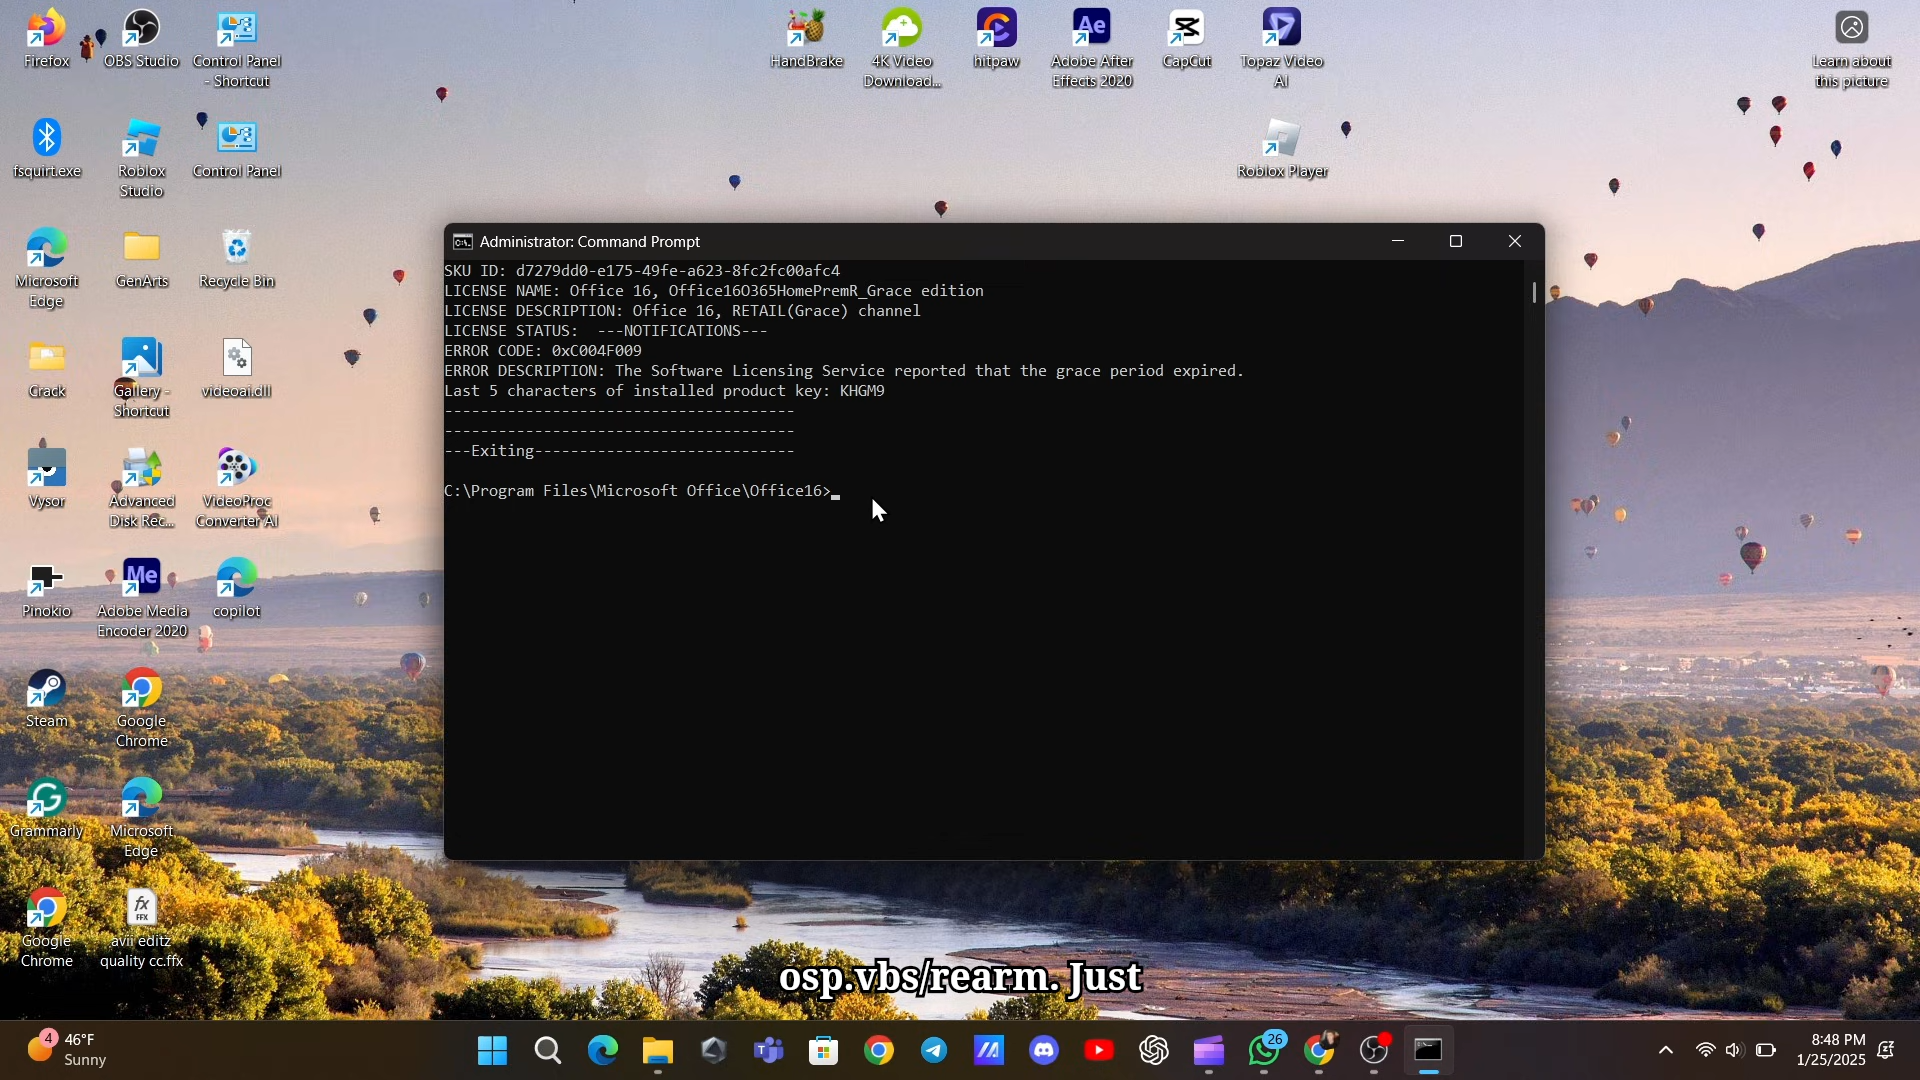 Firefox
OBS Studio
Control Panel
- Shortcut
HandBrake
4K Video
Download...
hitpaw
Adobe After
Effects 2020
CapCut
Topaz Video
AI
Learn about
this picture
fsquirt.exe
Roblox
Studio
Control Panel
Roblox Player
Microsoft
Edge
GenArts
Recycle Bin
Administrator: Command Prompt
SKU ID: d7279dd0-e175-49fe-a623-8fc2fc00afc4
LICENSE NAME: Office 16, Office16O365HomePremR_Grace edition
LICENSE DESCRIPTION: Office 16, RETAIL(Grace) channel
LICENSE STATUS:  ---NOTIFICATIONS---
ERROR CODE: 0xC004F009
ERROR DESCRIPTION: The Software Licensing Service reported that the grace period expired.
Last 5 characters of installed product key: KHGM9
---------------------------------------
---------------------------------------
---Exiting-----------------------------
C:\Program Files\Microsoft Office\Office16>
Crack
Gallery -
Shortcut
videoai.dll
Vysor
Advanced
Disk Rec...
VideoProc
Converter AI
Pinokio
Me
Adobe Media
Encoder 2020
copilot
Ae
Steam
Google
Chrome
Grammarly
Microsoft
Edge
Google
Chrome
fx
FFX
avii editz
quality cc.ffx
osp.vbs/rearm. Just
4
46°F
Sunny
26
8:48 PM
1/25/2025